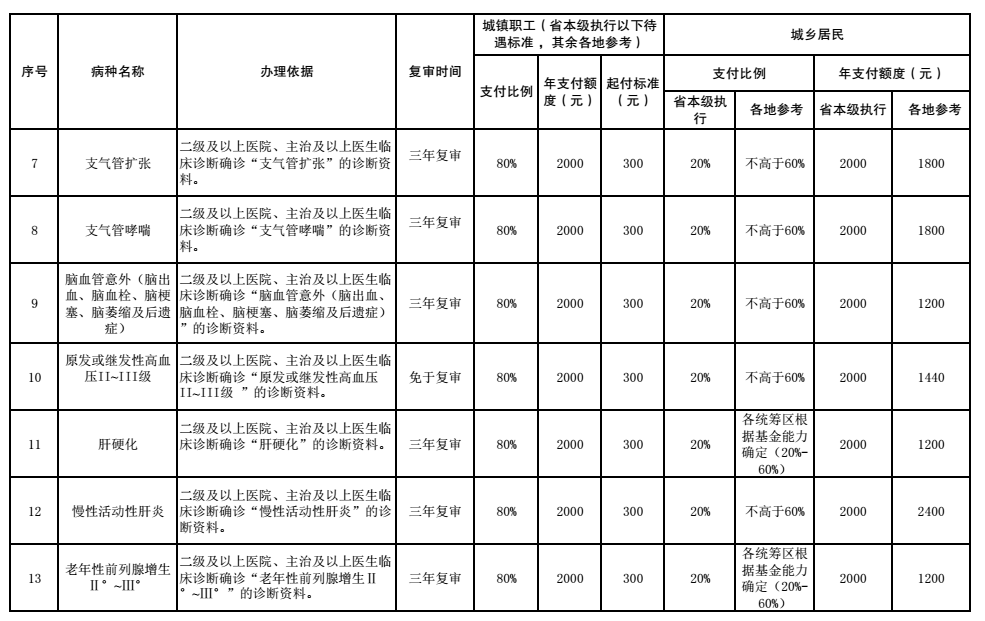 序号
病种名称
办理依据
复审时间
城镇职工（省本级执行以下待
遇标准，其余各地参考）
城乡居民
支付比例
年支付额
度（元）
起付标准
（元）
支付比例
年支付额度（元）
省本级执
行
各地参考
省本级执行
各地参考
7
支气管扩张
二级及以上医院、主治及以上医生临
床诊断确诊“支气管扩张”的诊断资
料。
三年复审
80%
2000
300
20%
不高于60%
2000
1800
8
支气管哮喘
二级及以上医院、主治及以上医生临
床诊断确诊“支气管哮喘”的诊断资
料。
三年复审
80%
2000
300
20%
不高于60%
2000
1800
9
脑血管意外（脑出
血、脑血栓、脑梗
塞、脑萎缩及后遗
症）
二级及以上医院、主治及以上医生临
床诊断确诊“脑血管意外（脑出血、
脑血栓、脑梗塞、脑萎缩及后遗症）
”的诊断资料。
三年复审
80%
2000
300
20%
不高于60%
2000
1200
10
原发或继发性高血
压II~III级
二级及以上医院、主治及以上医生临
床诊断确诊“原发或继发性高血压
II~III级 ”的诊断资料。
免于复审
80%
2000
300
20%
不高于60%
2000
1440
11
肝硬化
二级及以上医院、主治及以上医生临
床诊断确诊“肝硬化”的诊断资料。
三年复审
80%
2000
300
20%
各统筹区根
据基金能力
确定（20%-
60%）
2000
1200
12
慢性活动性肝炎
二级及以上医院、主治及以上医生临
床诊断确诊“慢性活动性肝炎”的诊
断资料。
三年复审
80%
2000
300
20%
不高于60%
2000
2400
13
老年性前列腺增生
Ⅱ°~Ⅲ°
二级及以上医院、主治及以上医生临
床诊断确诊“老年性前列腺增生Ⅱ
°~Ⅲ°”的诊断资料。
三年复审
80%
2000
300
20%
各统筹区根
据基金能力
确定（20%-
60%）
2000
1200